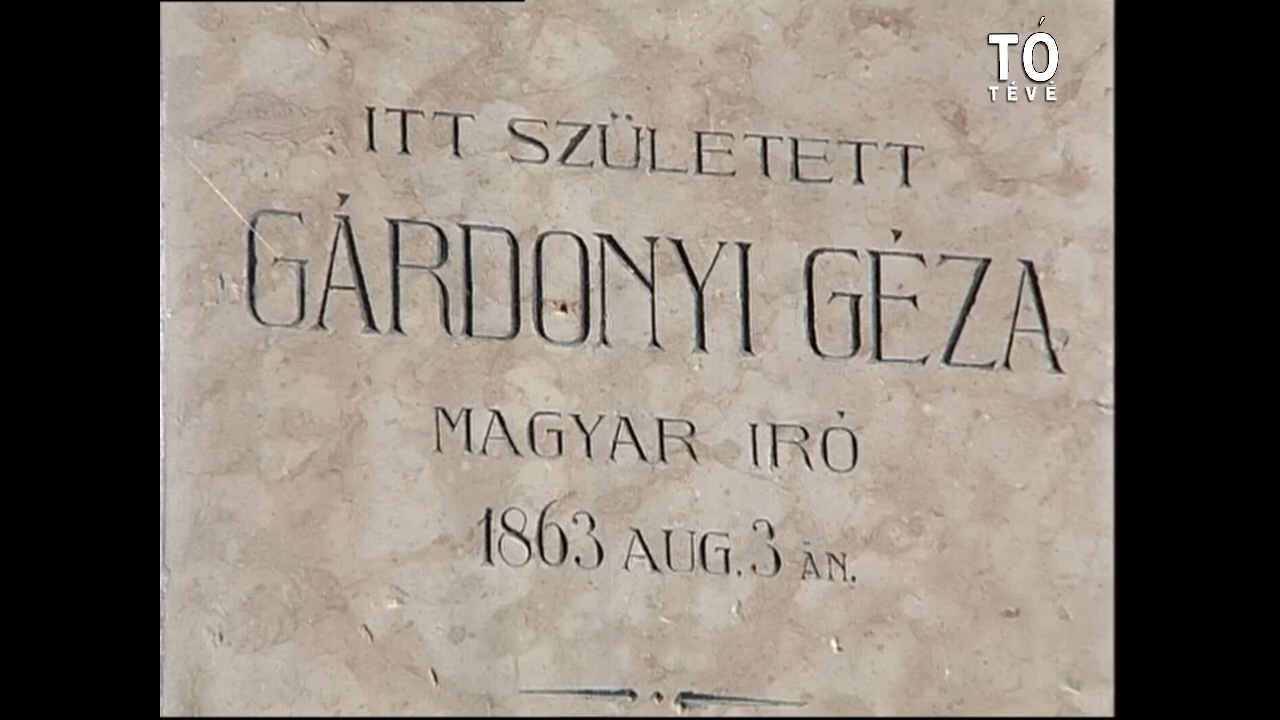 TÓ
TÉVÉ
ITT SZÜLETETT
GÁRDONYI GÉZA
MAGYAR IRÓ
1863 AUG. 3 ÁN.